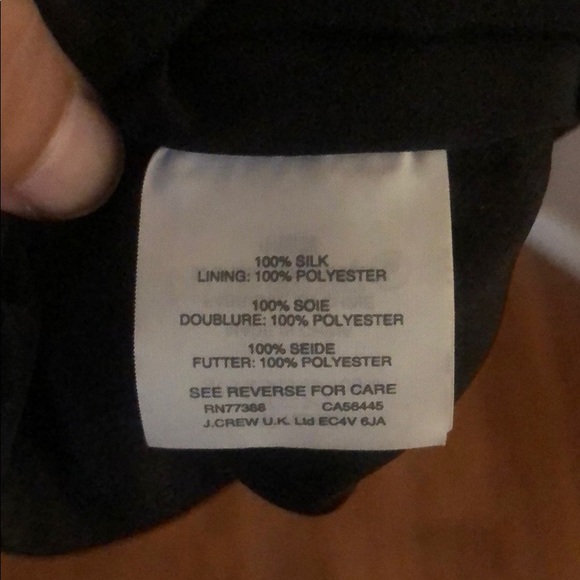 100% SILK
LINING: 100% POLYESTER
100% SOIE
DOUBLURE: 100% POLYESTER
100% SEIDE
FUTTER: 100% POLYESTER
SEE REVERSE FOR CARE
RN77388 CA56445
J.CREW U.K. Ltd EC4V 6JA